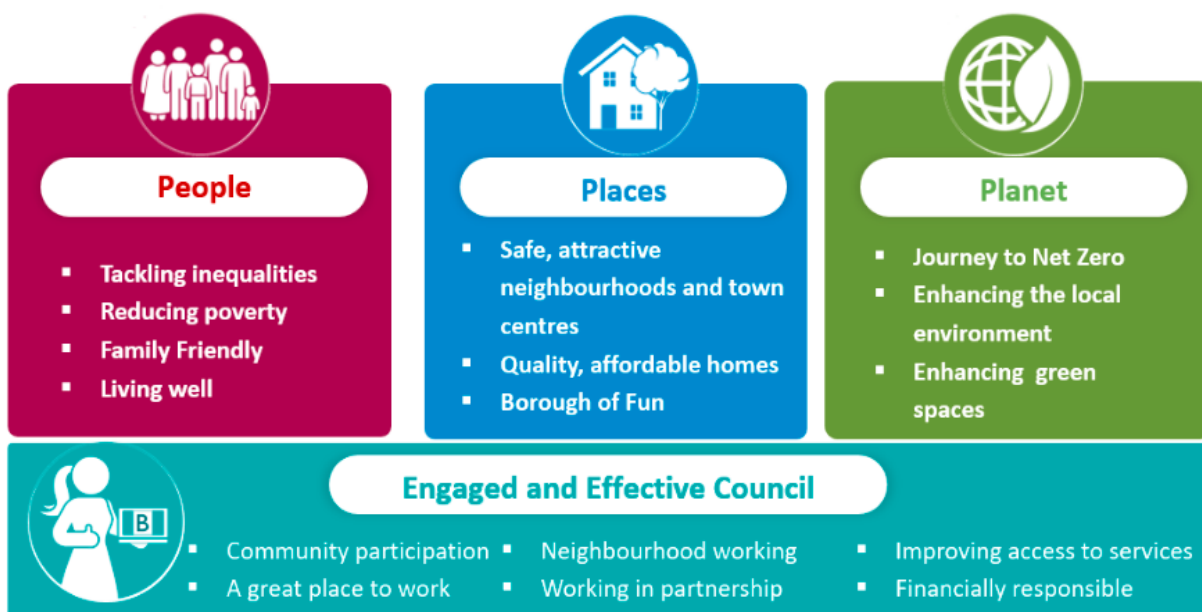 People
Tackling inequalities
Reducing poverty
Family Friendly
Living well
Places
Safe, attractive
neighbourhoods and town
centres
Quality, affordable homes
Borough of Fun
Planet
Journey to Net Zero
Enhancing the local
environment
Enhancing green
spaces
Engaged and Effective Council
B
Community participation
A great place to work
Neighbourhood working
Working in partnership
Improving access to services
Financially responsible